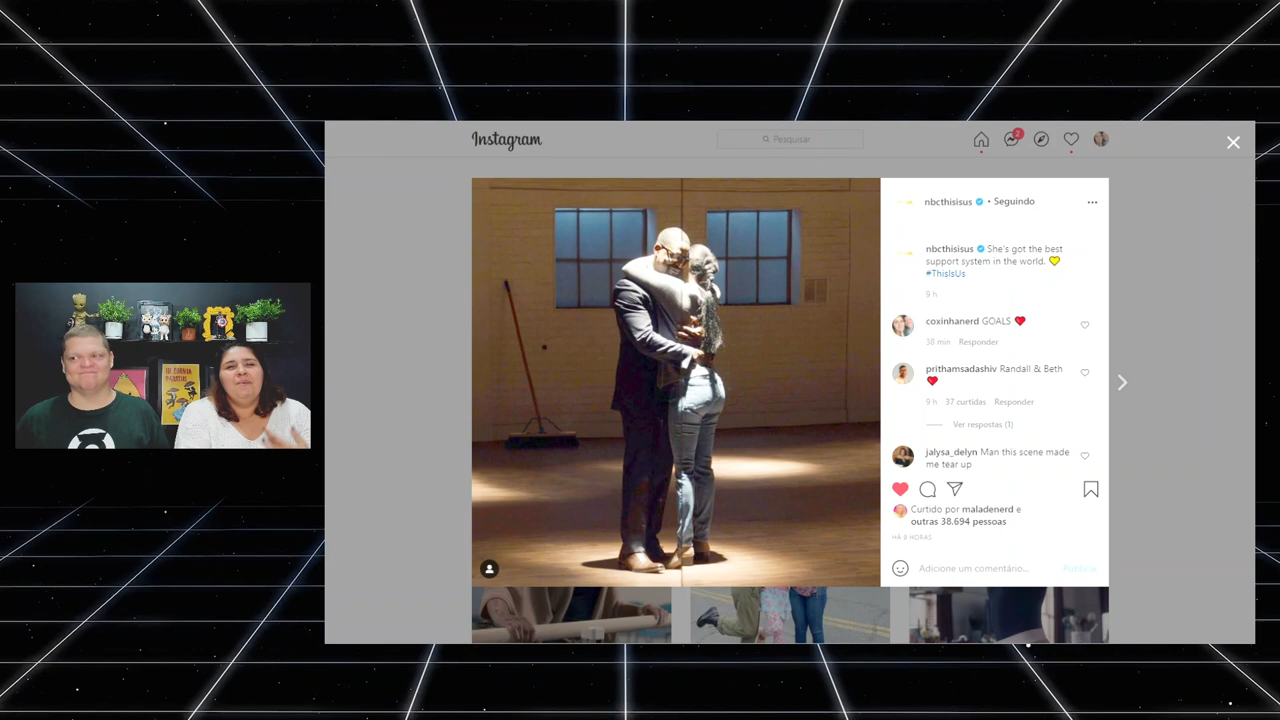 Instagram
Pesquisar
2
nbcthisisus • Seguindo
nbcthisisus She's got the best
support system in the world. 💛
#ThisIsUs
9 h
coxinhanerd GOALS ❤️
38 min Responder
prithamsadashiv Randall & Beth
❤️
9 h 37 curtidas Responder
Ver respostas (1)
jalysa_delyn Man this scene made
me tear up
Curtido por maladenerd e
outras 38.694 pessoas
HÁ 9 HORAS
Adicione um comentário...
Publicar